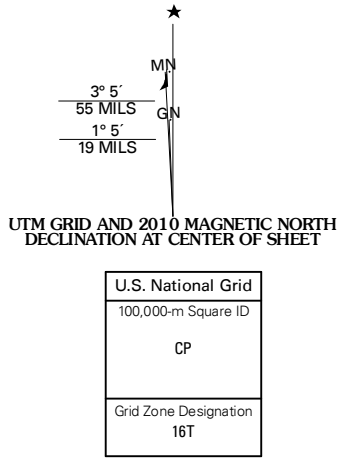 ★
MN
3° 5´
55 MILS
GN
1° 5´
19 MILS
UTM GRID AND 2010 MAGNETIC NORTH
DECLINATION AT CENTER OF SHEET
U.S. National Grid
100,000-m Square ID
CP
Grid Zone Designation
16T